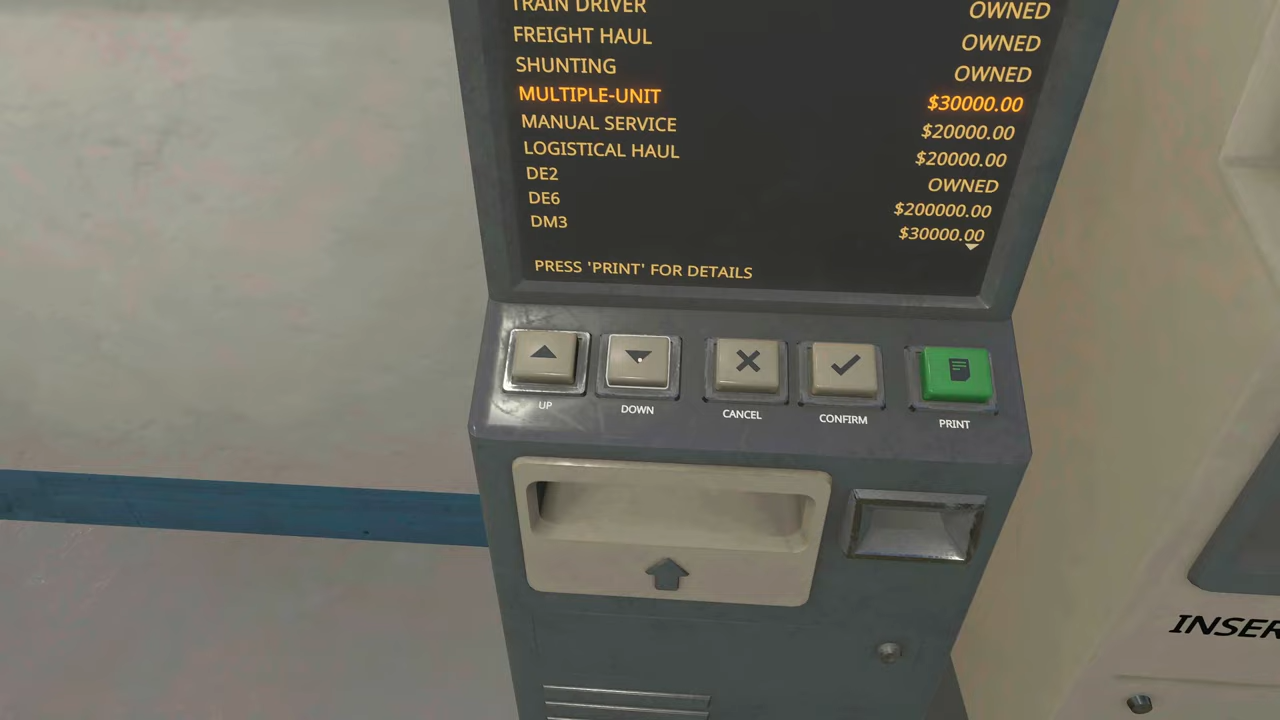 TRAIN DRIVER OWNED
FREIGHT HAUL OWNED
SHUNTING OWNED
MULTIPLE-UNIT $30000.00
MANUAL SERVICE $20000.00
LOGISTICAL HAUL $20000.00
DE2 OWNED
DE6 $200000.00
DM3 $30000.00
PRESS 'PRINT' FOR DETAILS
UP DOWN CANCEL CONFIRM PRINT